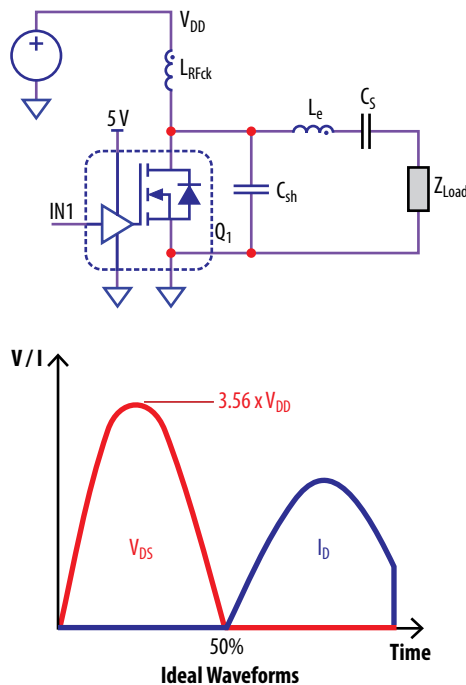 V_DD
L_RFck
L_e
C_S
5 V
C_sh
Z_Load
IN1
Q_1
V / I
3.56 x V_DD
V_DS
I_D
50%
Time
Ideal Waveforms